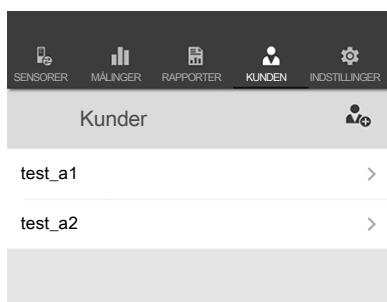 SENSORER MÅLINGER RAPPORTER KUNDEN INDSTILLINGER
Kunder
test_a1
test_a2